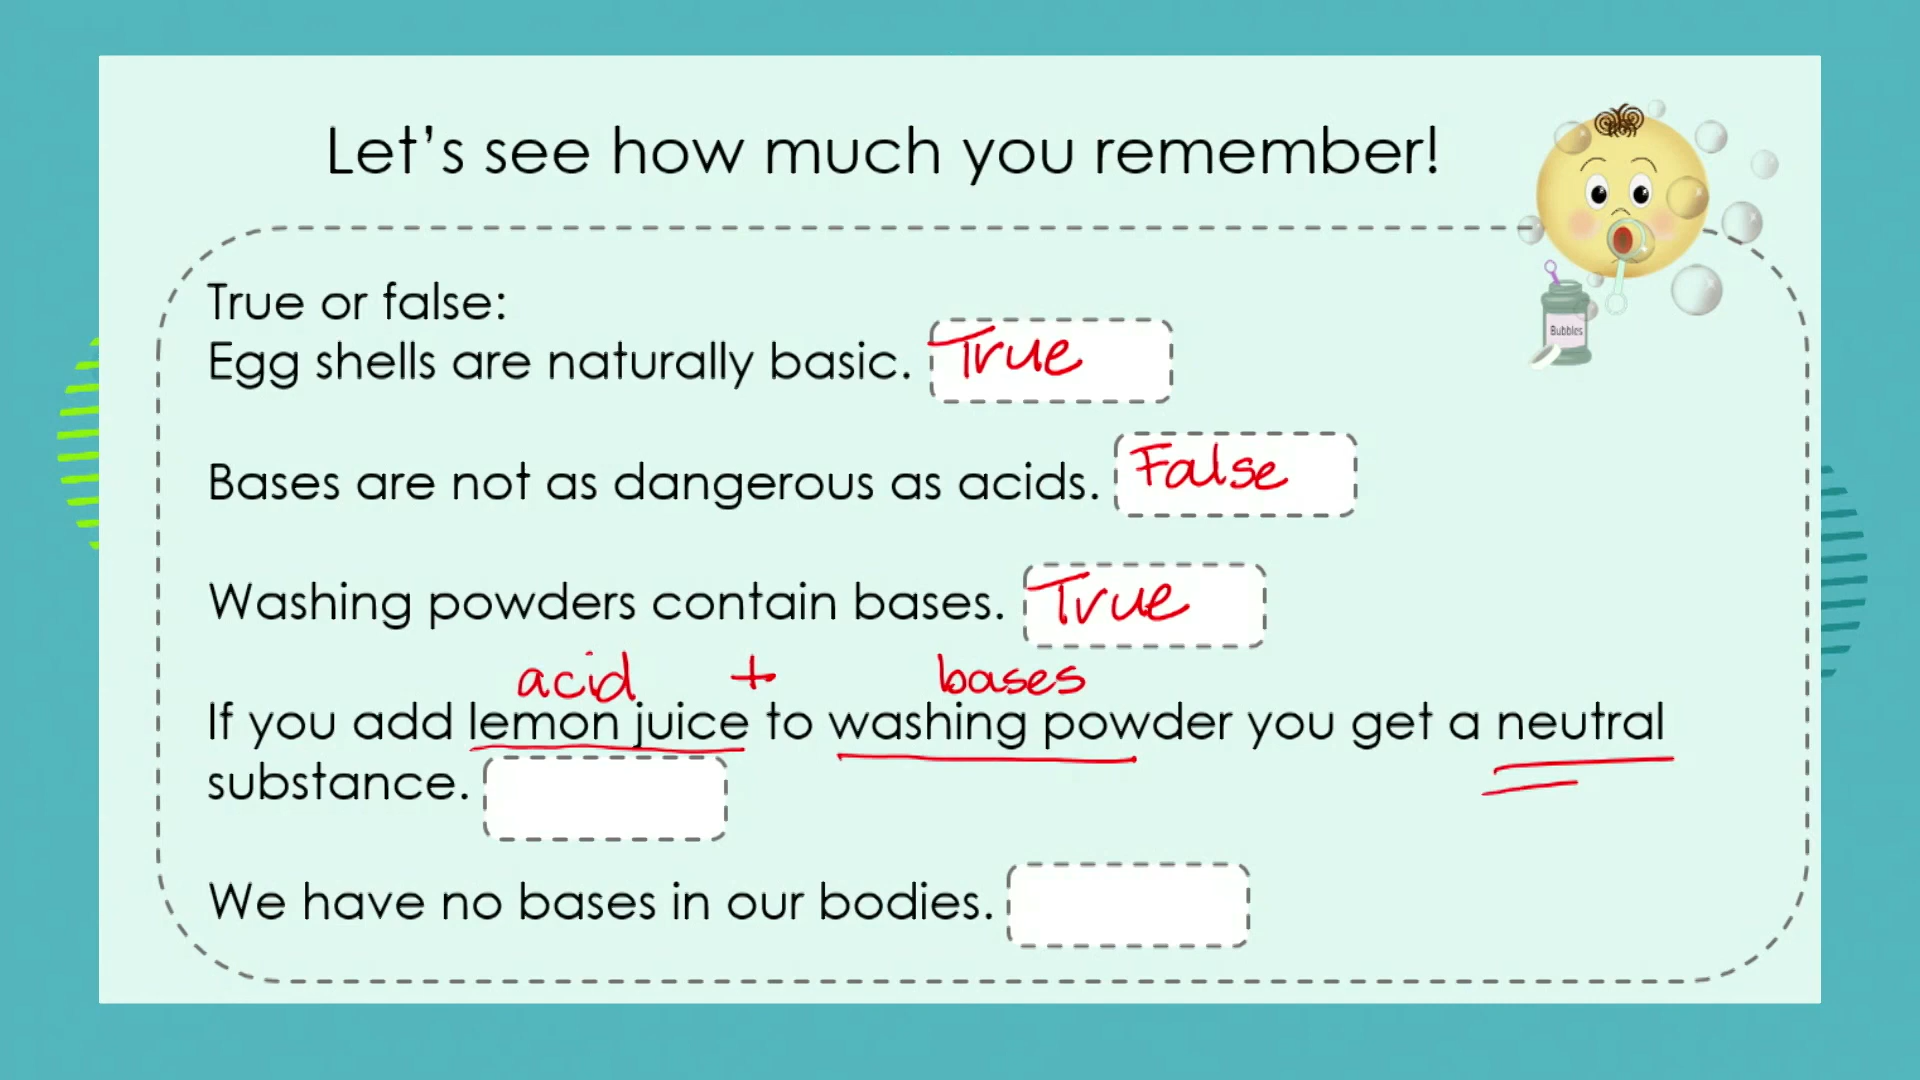 Let's see how much you remember!
Bubbles
True or false:
Egg shells are naturally basic. True
Bases are not as dangerous as acids. False
Washing powders contain bases. True
acid + bases
If you add lemon juice to washing powder you get a neutral
substance.
We have no bases in our bodies.